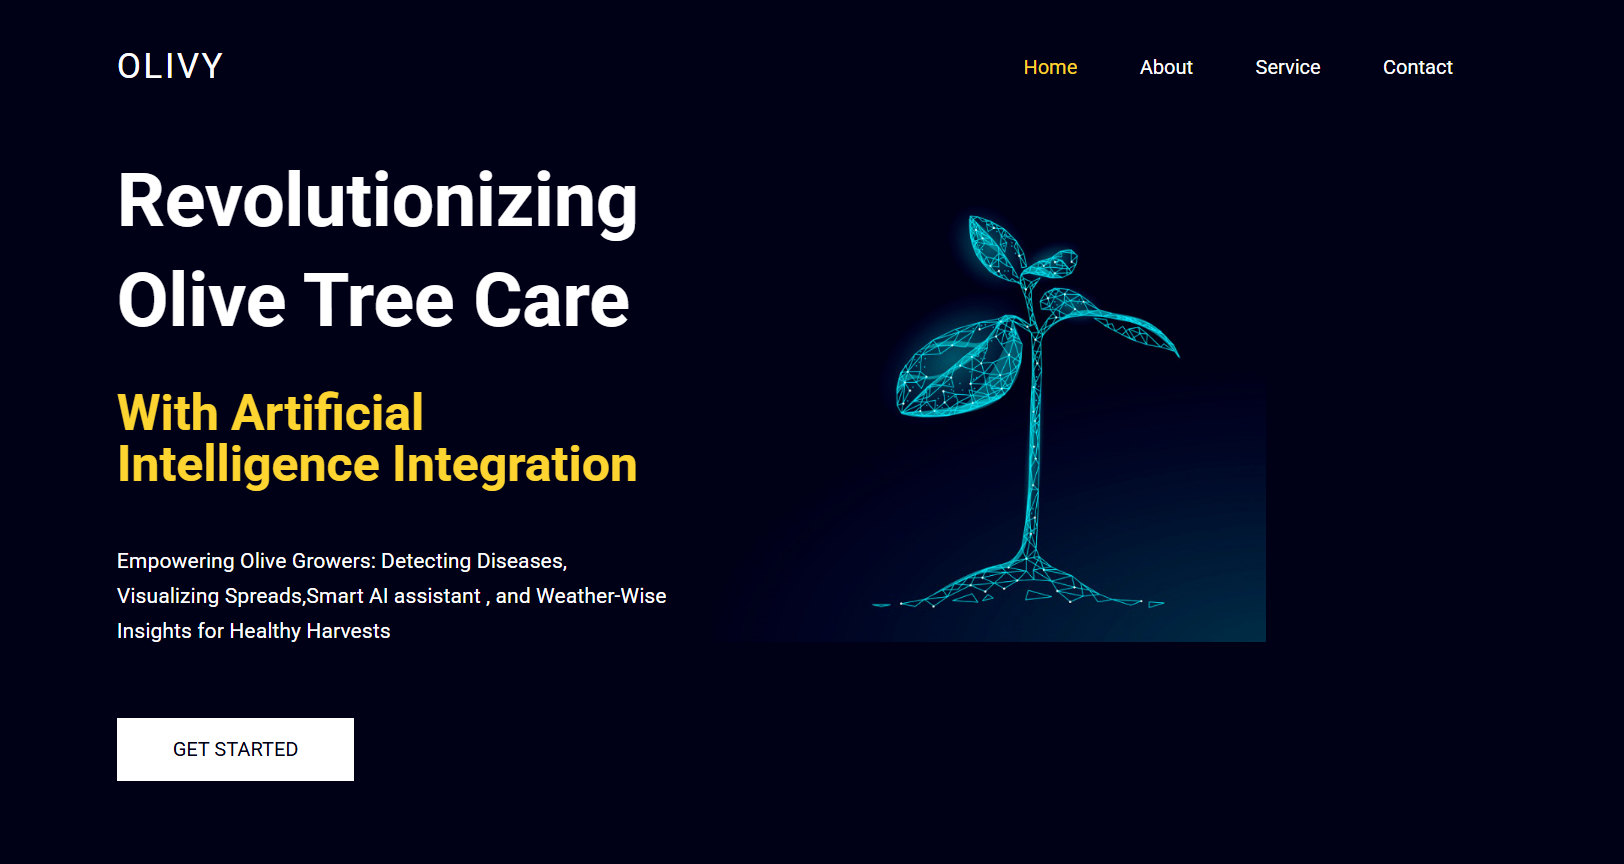 OLIVY
Home About Service Contact
Revolutionizing
Olive Tree Care
With Artificial
Intelligence Integration
Empowering Olive Growers: Detecting Diseases,
Visualizing Spreads,Smart AI assistant , and Weather-Wise
Insights for Healthy Harvests
GET STARTED